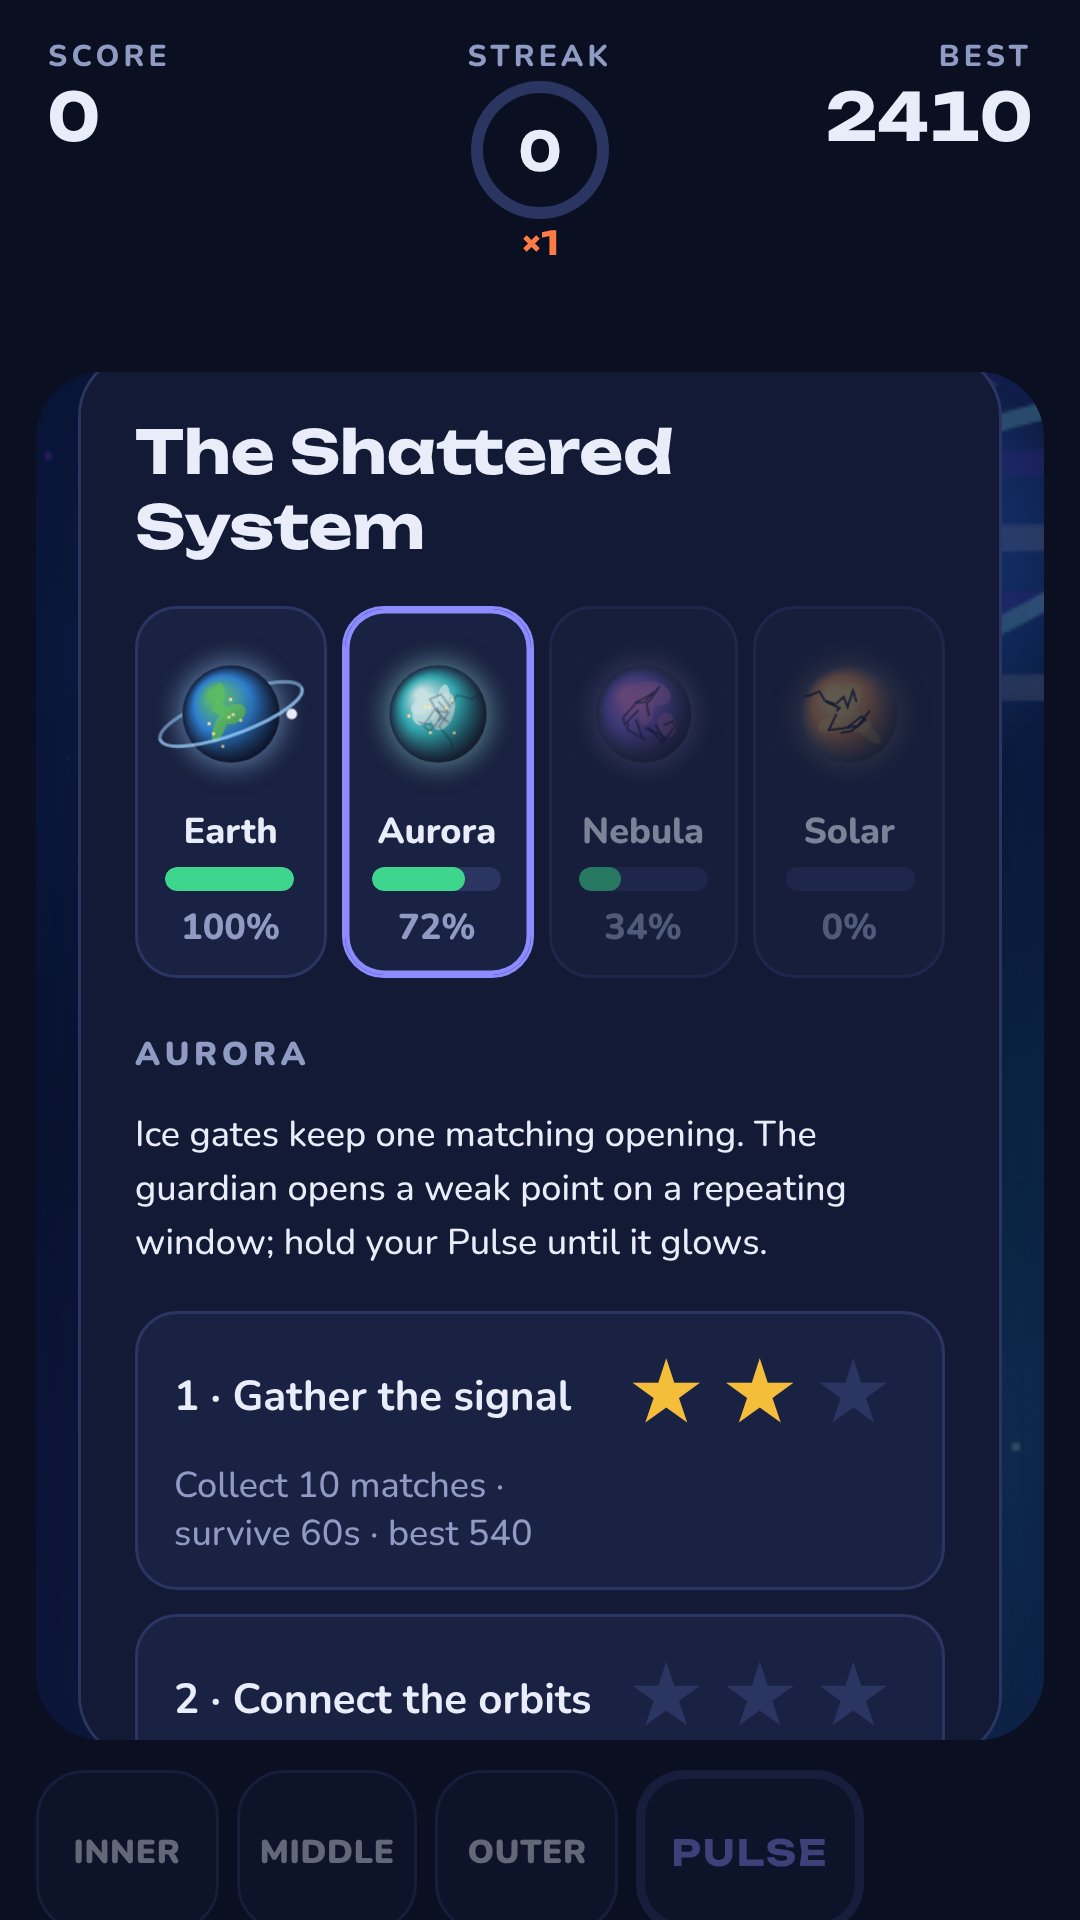 SCORE
0
STREAK
0
×1
BEST
2410
The Shattered
System
Earth
100%
Aurora
72%
Nebula
34%
Solar
0%
AURORA
Ice gates keep one matching opening. The
guardian opens a weak point on a repeating
window; hold your Pulse until it glows.
1 · Gather the signal
Collect 10 matches ·
survive 60s · best 540
2 · Connect the orbits
INNER
MIDDLE
OUTER
PULSE